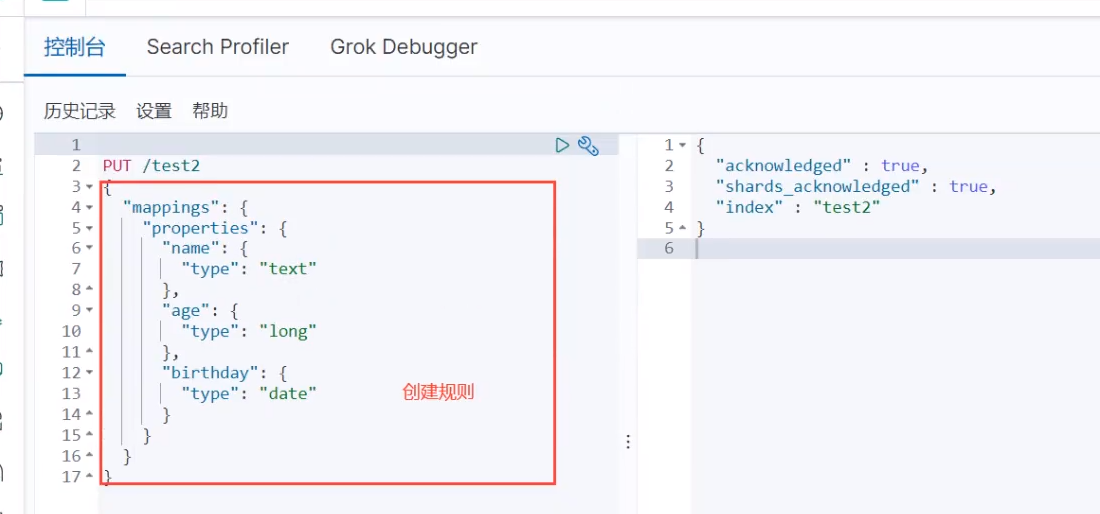 控制台 Search Profiler Grok Debugger
历史记录 设置 帮助
1
2 PUT /test2
3 {
4 "mappings": {
5 "properties": {
6 "name": {
7 "type": "text"
8 },
9 "age": {
10 "type": "long"
11 },
12 "birthday": {
13 "type": "date"
14 }
15 }
16 }
17 }
创建规则
1 {
2 "acknowledged" : true,
3 "shards_acknowledged" : true,
4 "index" : "test2"
5 }
6